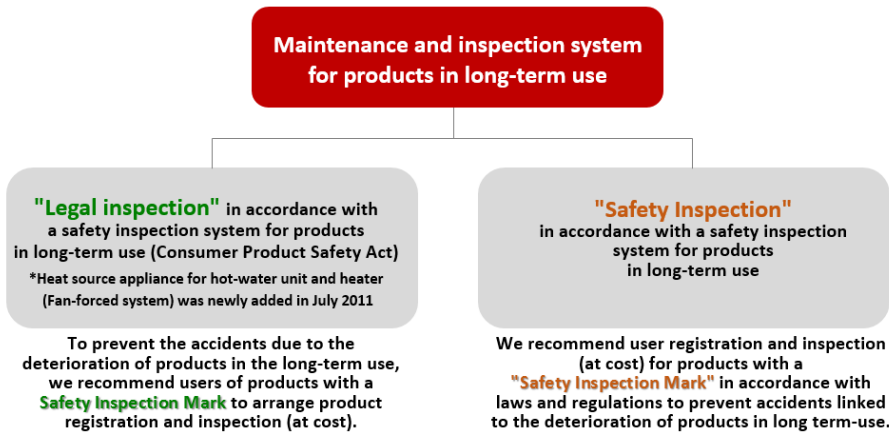 Maintenance and inspection system
for products in long-term use
"Legal inspection" in accordance with
a safety inspection system for products
in long-term use (Consumer Product Safety Act)
*Heat source appliance for hot-water unit and heater
(Fan-forced system) was newly added in July 2011
To prevent the accidents due to the
deterioration of products in the long-term use,
we recommend users of products with a
Safety Inspection Mark to arrange product
registration and inspection (at cost).
"Safety Inspection"
in accordance with a safety inspection
system for products
in long-term use
We recommend user registration and inspection
(at cost) for products with a
"Safety Inspection Mark" in accordance with
laws and regulations to prevent accidents linked
to the deterioration of products in long term-use.